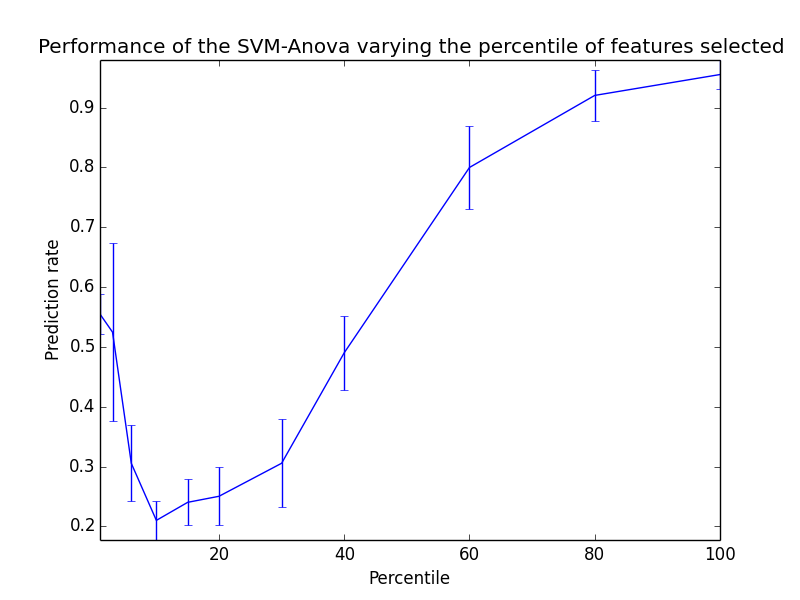 Performance of the SVM-Anova varying the percentile of features selected
0.9
0.8
0.7
0.6
0.5
0.4
0.3
0.2
Prediction rate
20 40 60 80 100
Percentile